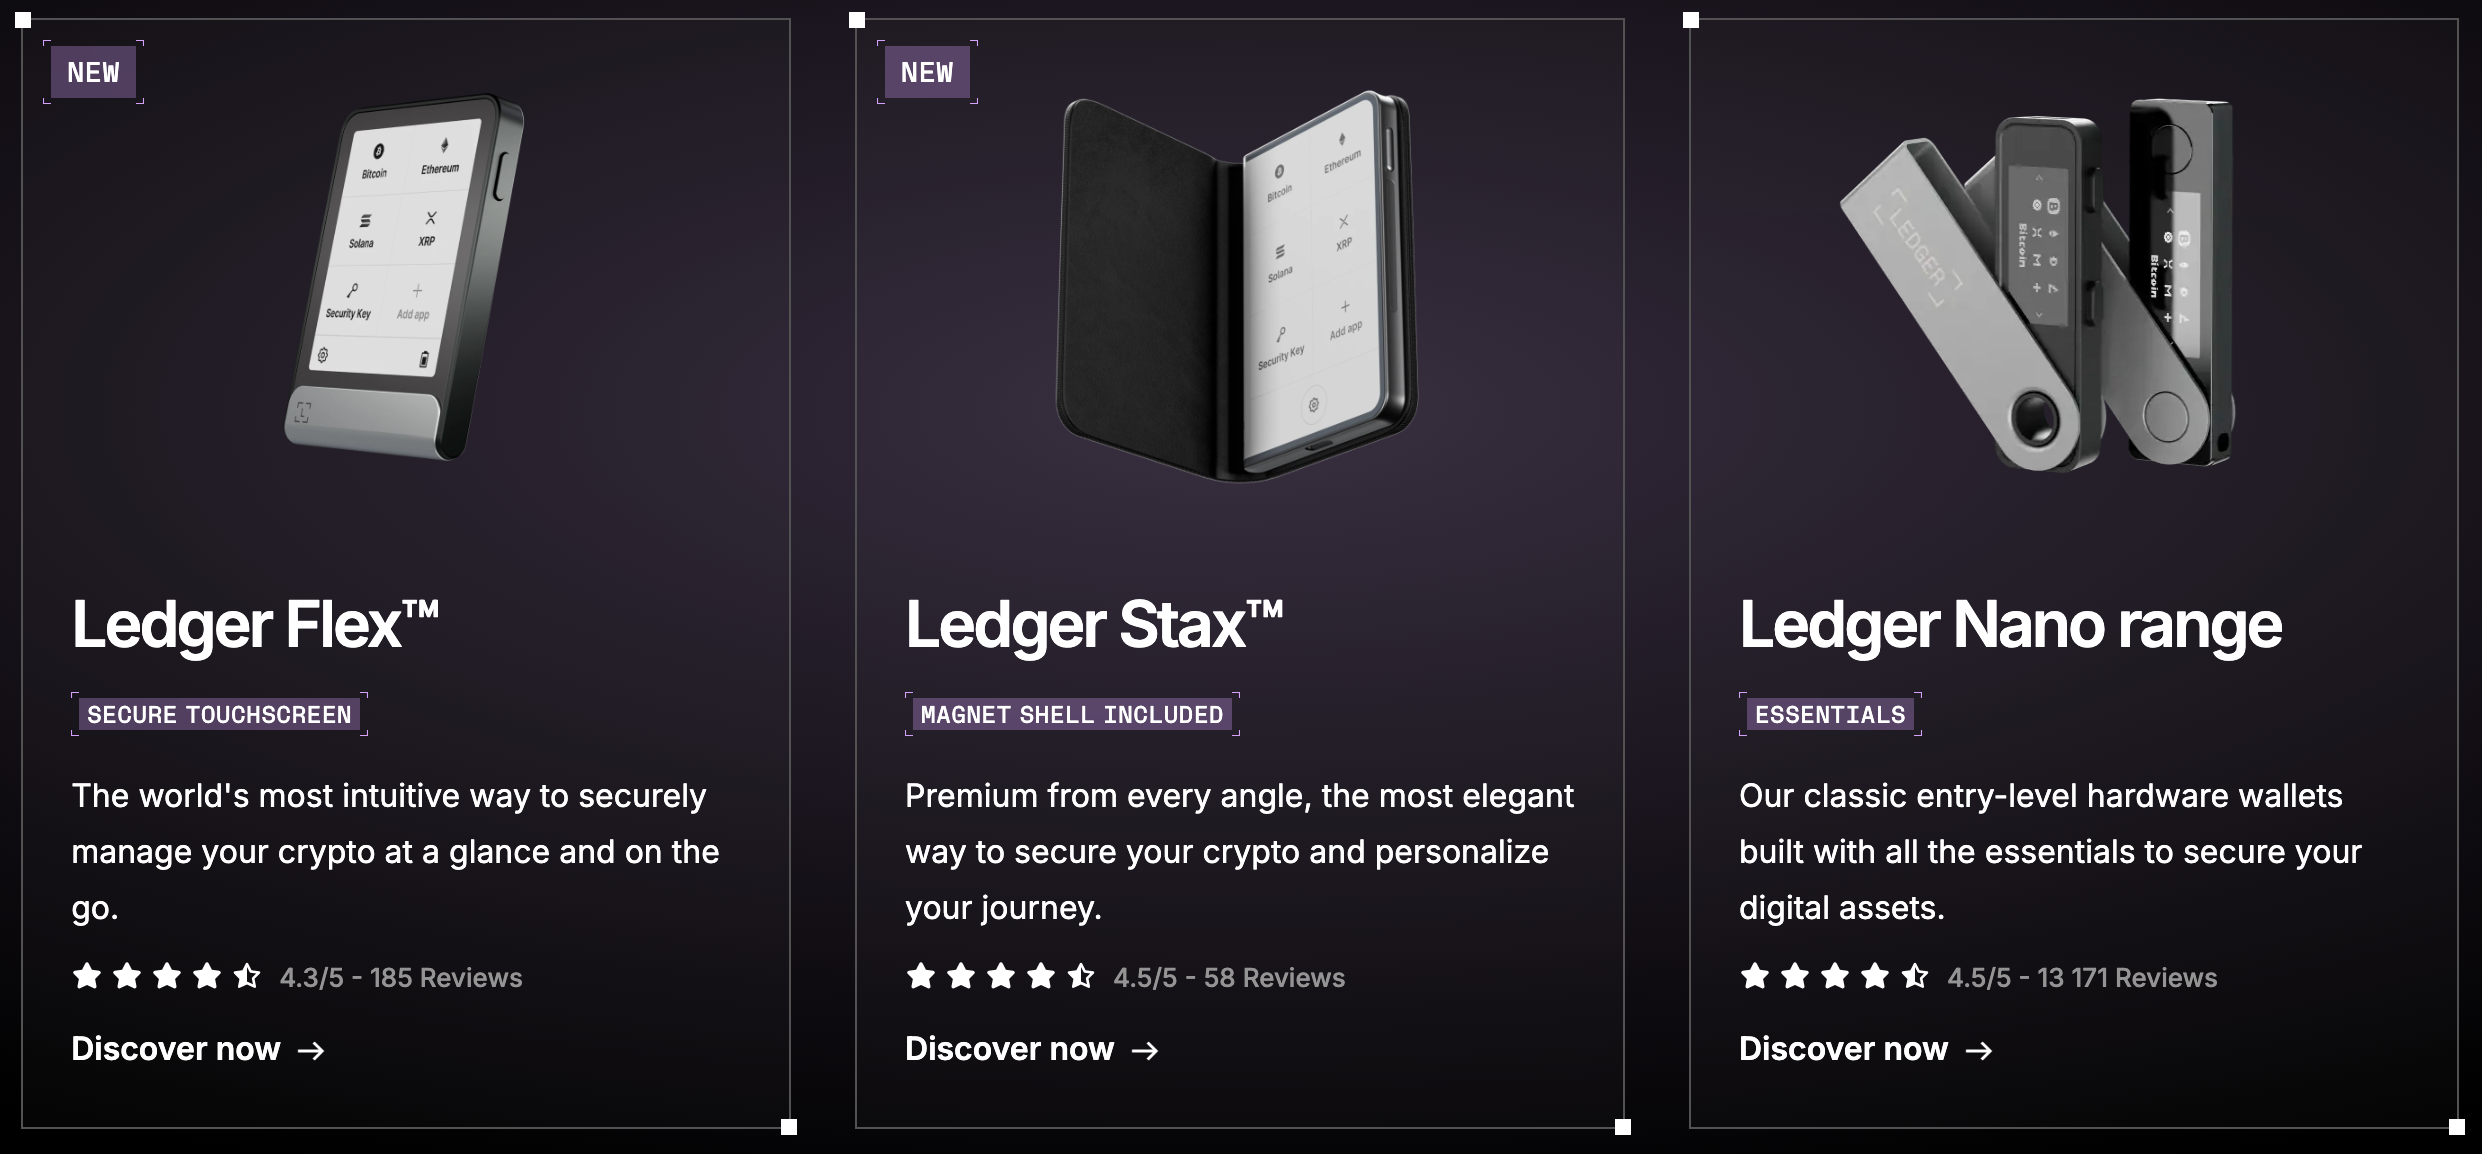 NEW
Bitcoin
Ethereum
Solana
XRP
Security Key
Add app
Ledger Flex™
SECURE TOUCHSCREEN
The world's most intuitive way to securely
manage your crypto at a glance and on the
go.
4.3/5 - 185 Reviews
Discover now →
NEW
Bitcoin
Ethereum
Solana
XRP
Security Key
Add app
Ledger Stax™
MAGNET SHELL INCLUDED
Premium from every angle, the most elegant
way to secure your crypto and personalize
your journey.
4.5/5 - 58 Reviews
Discover now →
LEDGER
Bitcoin
Bitcoin
Ledger Nano range
ESSENTIALS
Our classic entry-level hardware wallets
built with all the essentials to secure your
digital assets.
4.5/5 - 13 171 Reviews
Discover now →